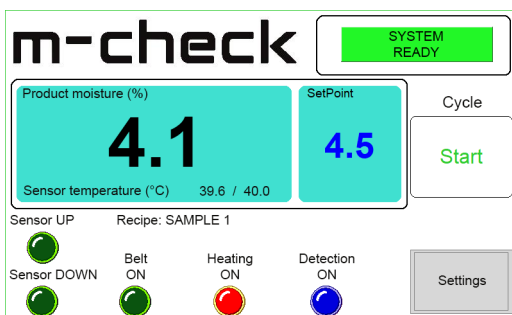 m-check
SYSTEM
READY
Product moisture (%)
4.1
Sensor temperature (°C) 39.6 / 40.0
SetPoint
4.5
Cycle
Start
Sensor UP
Recipe: SAMPLE 1
Sensor DOWN
Belt
ON
Heating
ON
Detection
ON
Settings